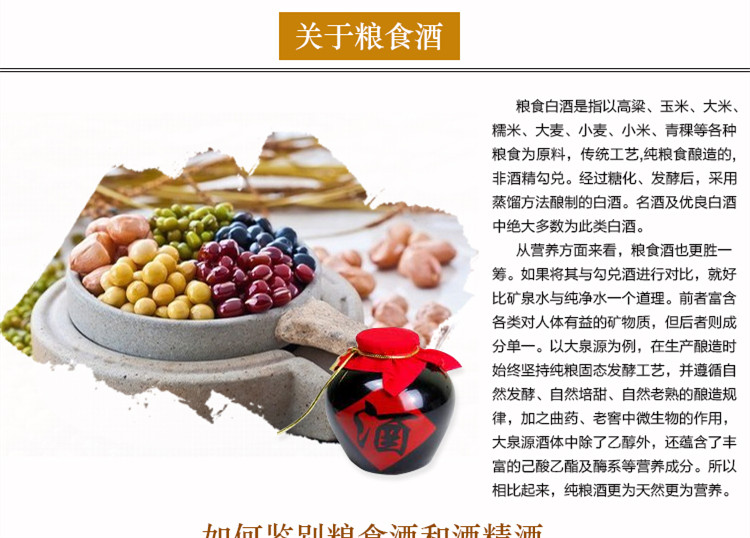 关于粮食酒
粮食白酒是指以高粱、玉米、大米、
糯米、大麦、小麦、小米、青稞等各种
粮食为原料，传统工艺,纯粮食酿造的,
非酒精勾兑。经过糖化、发酵后，采用
蒸馏方法酿制的白酒。名酒及优良白酒
中绝大多数为此类白酒。
从营养方面来看，粮食酒也更胜一
筹。如果将其与勾兑酒进行对比，就好
比矿泉水与纯净水一个道理。前者富含
各类对人体有益的矿物质，但后者则成
分单一。以大泉源为例，在生产酿造时
始终坚持纯粮固态发酵工艺，并遵循自
然发酵、自然培甜、自然老熟的酿造规
律，加之曲药、老窖中微生物的作用，
大泉源酒体中除了乙醇外，还蕴含了丰
富的己酸乙酯及酶系等营养成分。所以
相比起来，纯粮酒更为天然更为营养。
酒
如何鉴别粮食酒和酒精酒